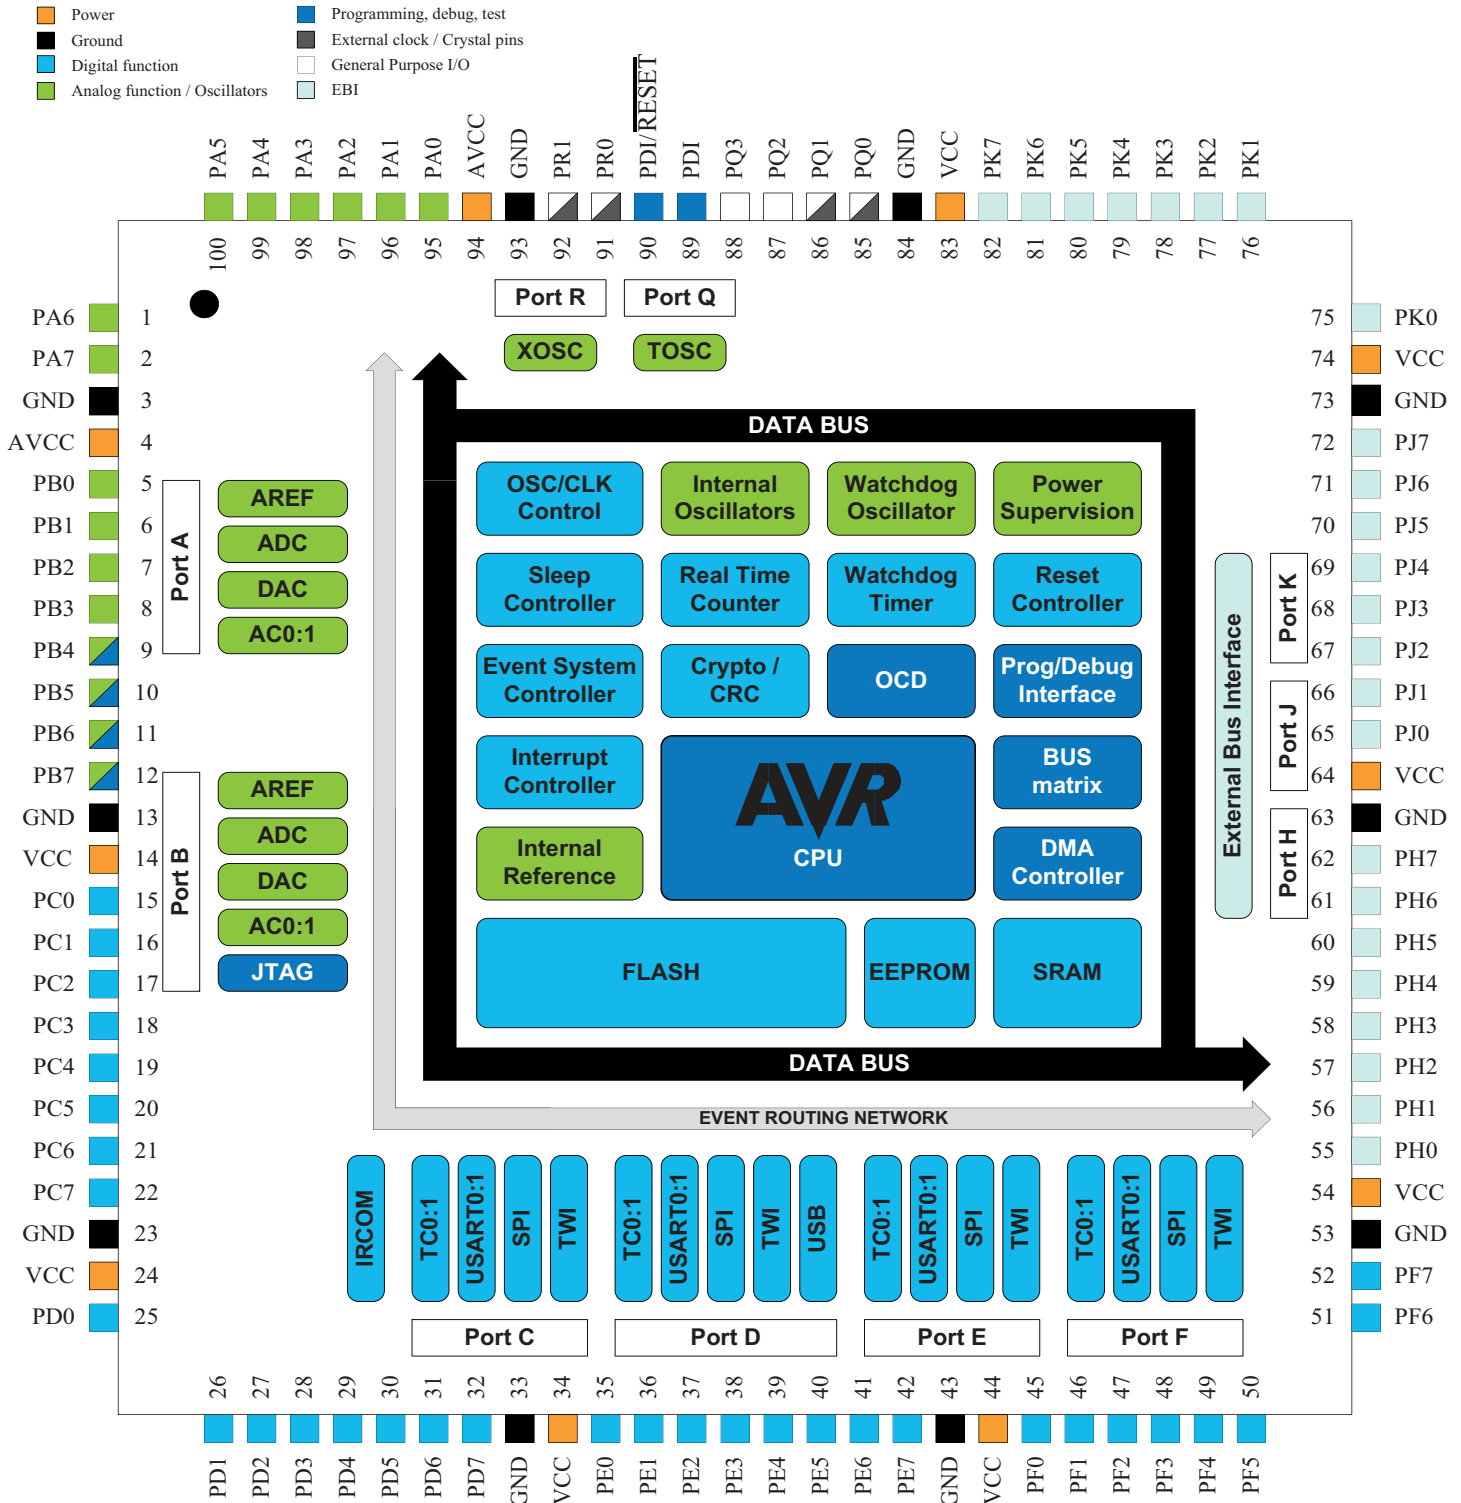 Power
Ground
Digital function
Analog function / Oscillators
Programming, debug, test
External clock / Crystal pins
General Purpose I/O
EBI
PA5
PA4
PA3
PA2
PA1
PA0
AVCC
GND
PR1
PR0
PDI/RESET
PDI
PQ3
PQ2
PQ1
PQ0
GND
VCC
PK7
PK6
PK5
PK4
PK3
PK2
PK1
100
99
98
97
96
95
94
93
92
91
90
89
88
87
86
85
84
83
82
81
80
79
78
77
76
PA6 1
PA7 2
GND 3
AVCC 4
PB0 5
PB1 6
PB2 7
PB3 8
PB4 9
PB5 10
PB6 11
PB7 12
GND 13
VCC 14
PC0 15
PC1 16
PC2 17
PC3 18
PC4 19
PC5 20
PC6 21
PC7 22
GND 23
VCC 24
PD0 25
Port R
Port Q
XOSC
TOSC
Port A
AREF
ADC
DAC
AC0:1
Port B
AREF
ADC
DAC
AC0:1
JTAG
DATA BUS
OSC/CLK
Control
Internal
Oscillators
Watchdog
Oscillator
Power
Supervision
Sleep
Controller
Real Time
Counter
Watchdog
Timer
Reset
Controller
Event System
Controller
Crypto /
CRC
OCD
Prog/Debug
Interface
Interrupt
Controller
AVR
CPU
BUS
matrix
Internal
Reference
DMA
Controller
FLASH
EEPROM
SRAM
DATA BUS
EVENT ROUTING NETWORK
External Bus Interface
Port K
Port J
Port H
75 PK0
74 VCC
73 GND
72 PJ7
71 PJ6
70 PJ5
69 PJ4
68 PJ3
67 PJ2
66 PJ1
65 PJ0
64 VCC
63 GND
62 PH7
61 PH6
60 PH5
59 PH4
58 PH3
57 PH2
56 PH1
55 PH0
54 VCC
53 GND
52 PF7
51 PF6
IRCOM
TC0:1
USART0:1
SPI
TWI
TC0:1
USART0:1
SPI
TWI
USB
TC0:1
USART0:1
SPI
TWI
TC0:1
USART0:1
SPI
TWI
Port C
Port D
Port E
Port F
26
27
28
29
30
31
32
33
34
35
36
37
38
39
40
41
42
43
44
45
46
47
48
49
50
PD1
PD2
PD3
PD4
PD5
PD6
PD7
GND
VCC
PE0
PE1
PE2
PE3
PE4
PE5
PE6
PE7
GND
VCC
PF0
PF1
PF2
PF3
PF4
PF5